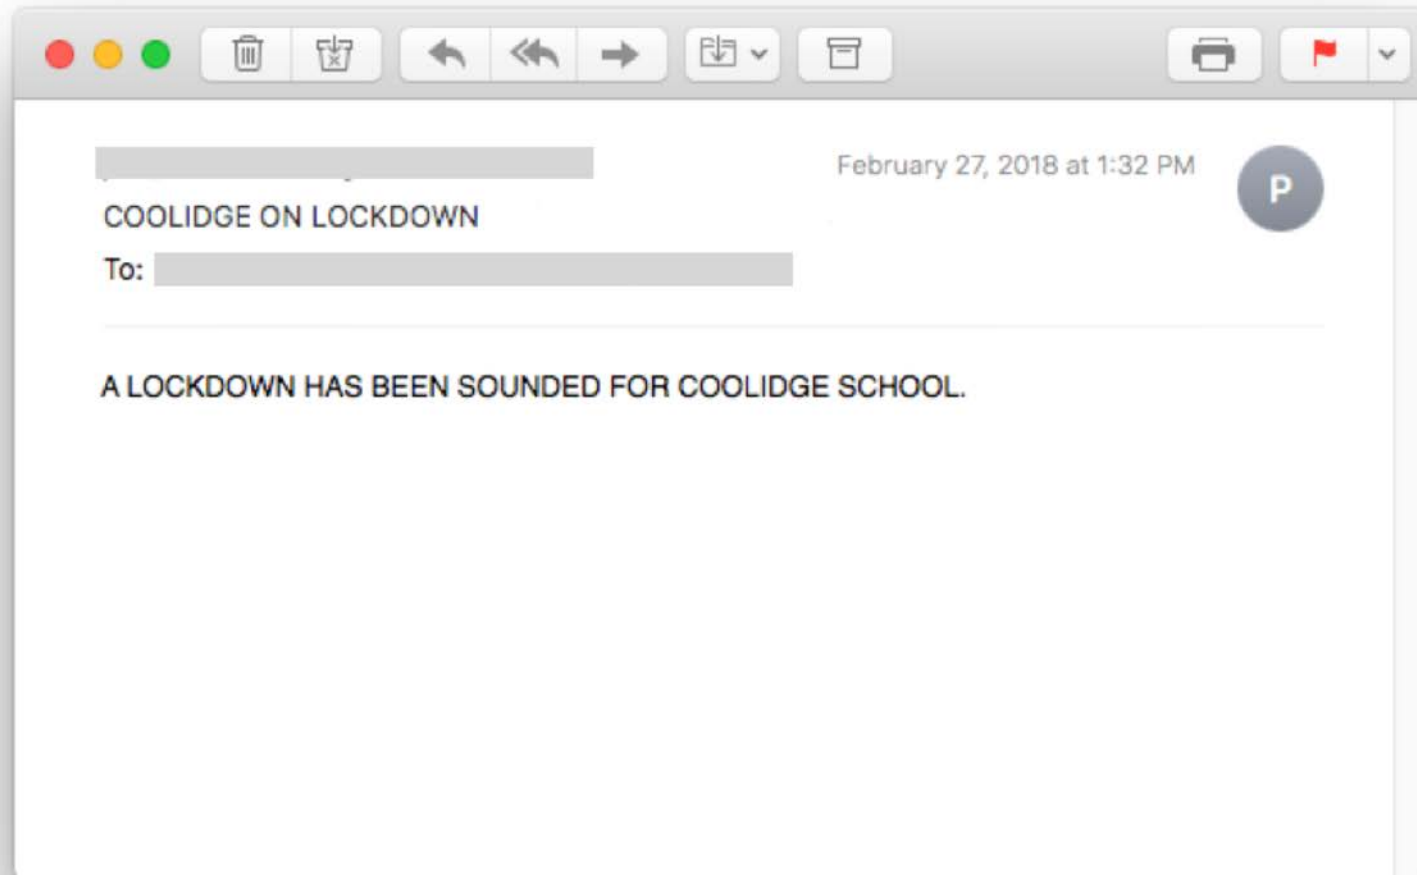 February 27, 2018 at 1:32 PM
P
COOLIDGE ON LOCKDOWN
To:
A LOCKDOWN HAS BEEN SOUNDED FOR COOLIDGE SCHOOL.